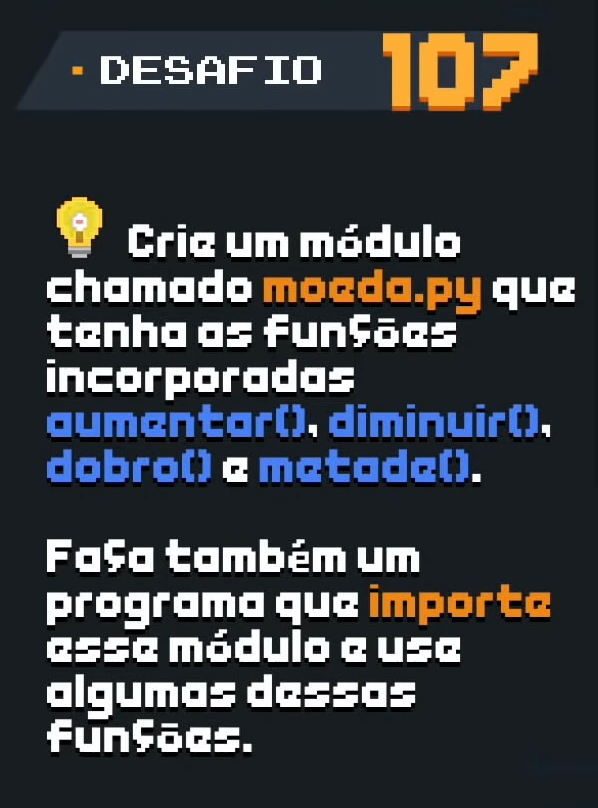 DESAFIO 107
Crie um módulo
chamado moeda.py que
tenha as funções
incorporadas
aumentar(), diminuir(),
dobro() e metade().
Faça também um
programa que importe
esse módulo e use
algumas dessas
funções.